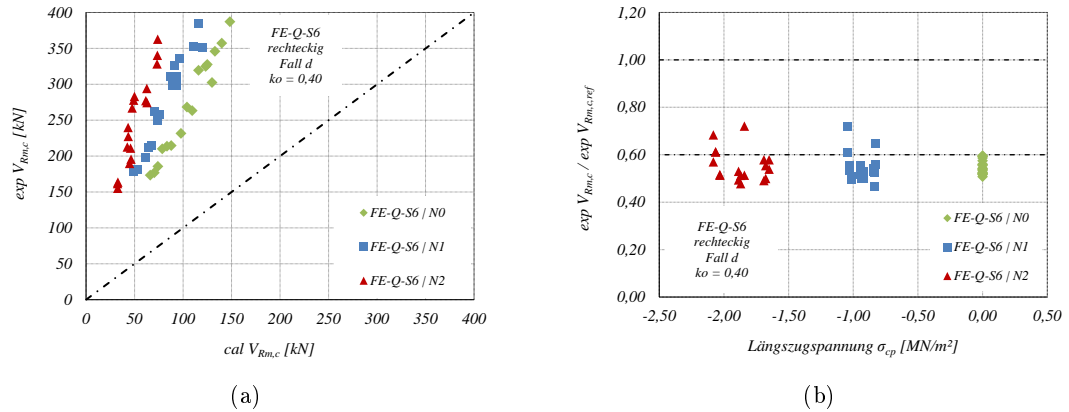 400
350
300
250
200
150
100
50
0
exp V_Rm,c [kN]
FE-Q-S6
rechteckig
Fall d
ko = 0,40
FE-Q-S6 | N0
FE-Q-S6 | N1
FE-Q-S6 | N2
0 50 100 150 200 250 300 350 400
cal V_Rm,c [kN]
(a)
1,20
1,00
0,80
0,60
0,40
0,20
0,00
exp V_Rm,c / exp V_Rm,c,ref
FE-Q-S6
rechteckig
Fall d
ko = 0,40
FE-Q-S6 | N0
FE-Q-S6 | N1
FE-Q-S6 | N2
-2,50 -2,00 -1,50 -1,00 -0,50 0,00 0,50
Längszugspannung σ_cp [MN/m²]
(b)